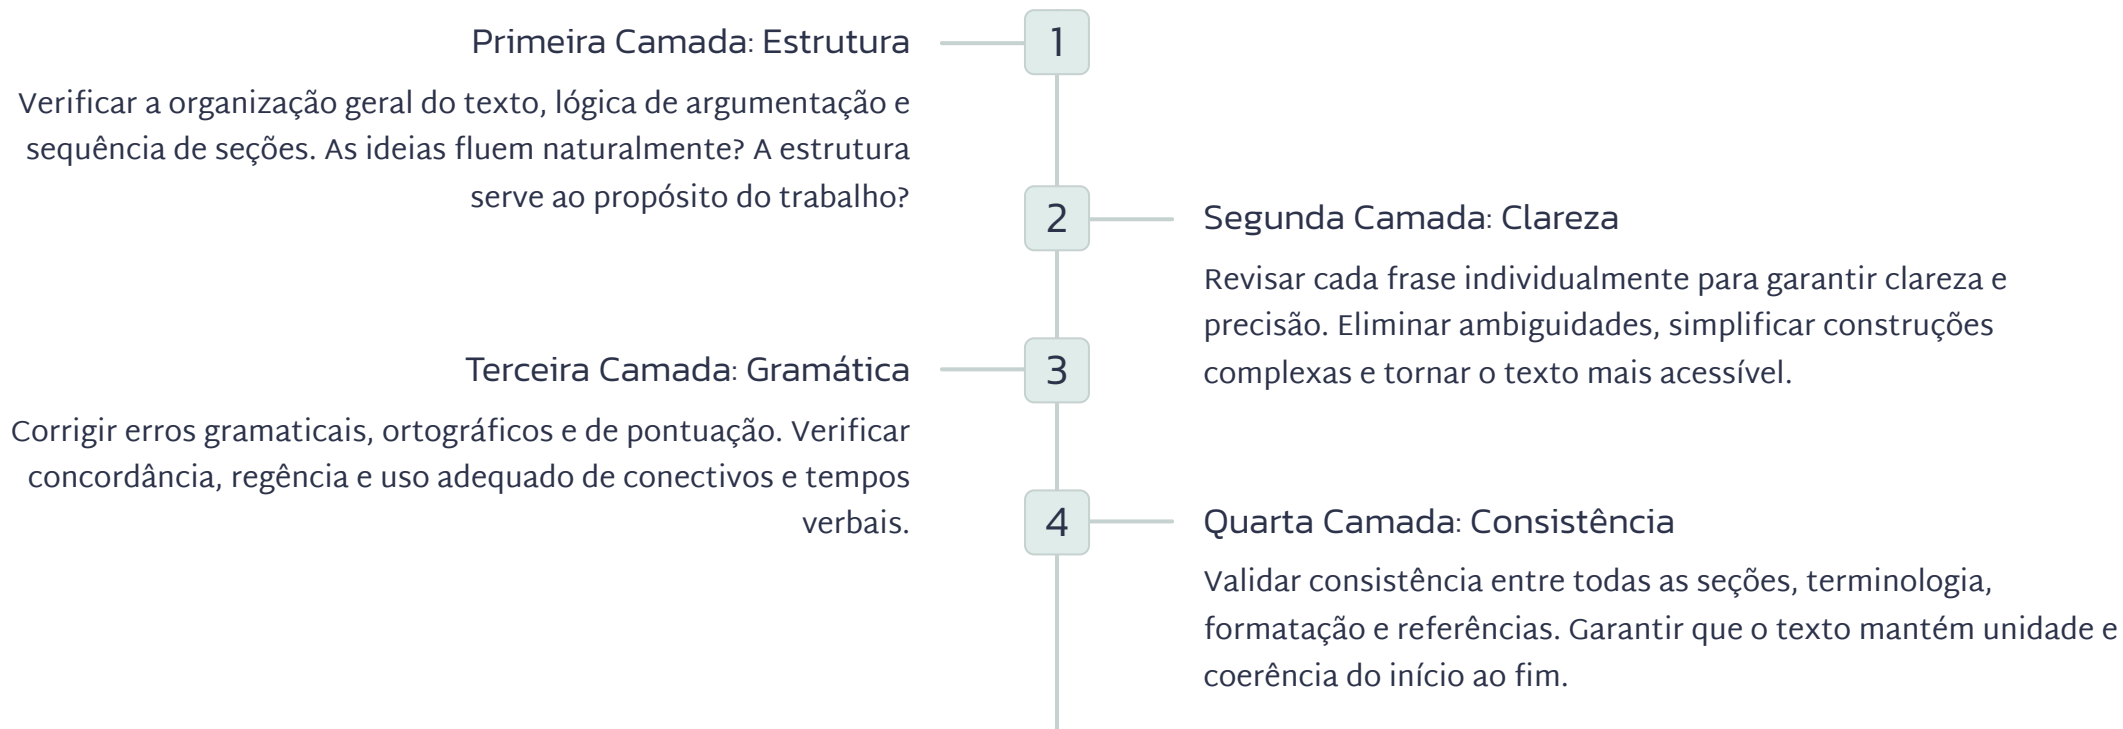 1
Primeira Camada: Estrutura
Verificar a organização geral do texto, lógica de argumentação e
sequência de seções. As ideias fluem naturalmente? A estrutura
serve ao propósito do trabalho?
2
Segunda Camada: Clareza
Revisar cada frase individualmente para garantir clareza e
precisão. Eliminar ambiguidades, simplificar construções
complexas e tornar o texto mais acessível.
3
Terceira Camada: Gramática
Corrigir erros gramaticais, ortográficos e de pontuação. Verificar
concordância, regência e uso adequado de conectivos e tempos
verbais.
4
Quarta Camada: Consistência
Validar consistência entre todas as seções, terminologia,
formatação e referências. Garantir que o texto mantém unidade e
coerência do início ao fim.